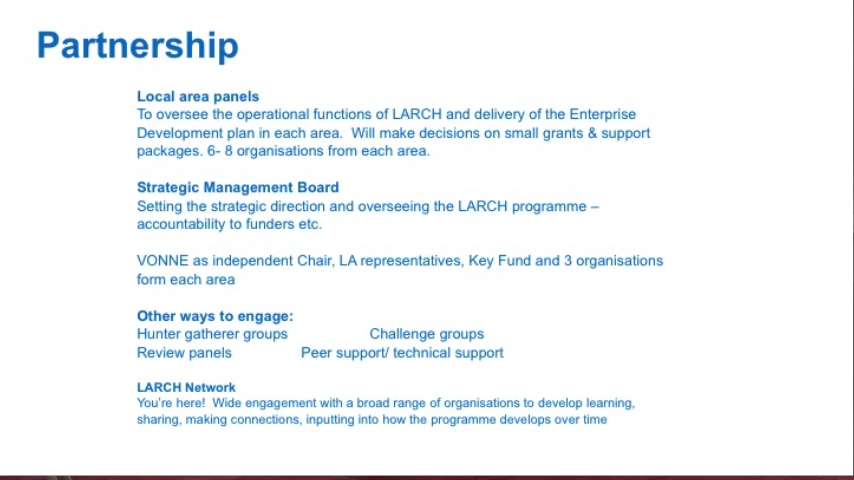 Partnership
Local area panels
To oversee the operational functions of LARCH and delivery of the Enterprise
Development plan in each area.  Will make decisions on small grants & support
packages. 6- 8 organisations from each area.
Strategic Management Board
Setting the strategic direction and overseeing the LARCH programme –
accountability to funders etc.
VONNE as independent Chair, LA representatives, Key Fund and 3 organisations
form each area
Other ways to engage:
Hunter gatherer groups Challenge groups
Review panels Peer support/ technical support
LARCH Network
You're here!  Wide engagement with a broad range of organisations to develop learning,
sharing, making connections, inputting into how the programme develops over time